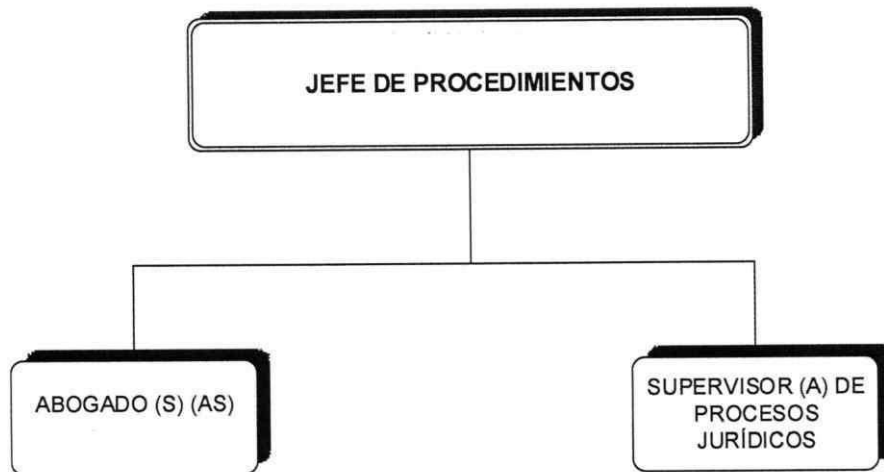 JEFE DE PROCEDIMIENTOS
ABOGADO (S) (AS)
SUPERVISOR (A) DE
PROCESOS
JURÍDICOS